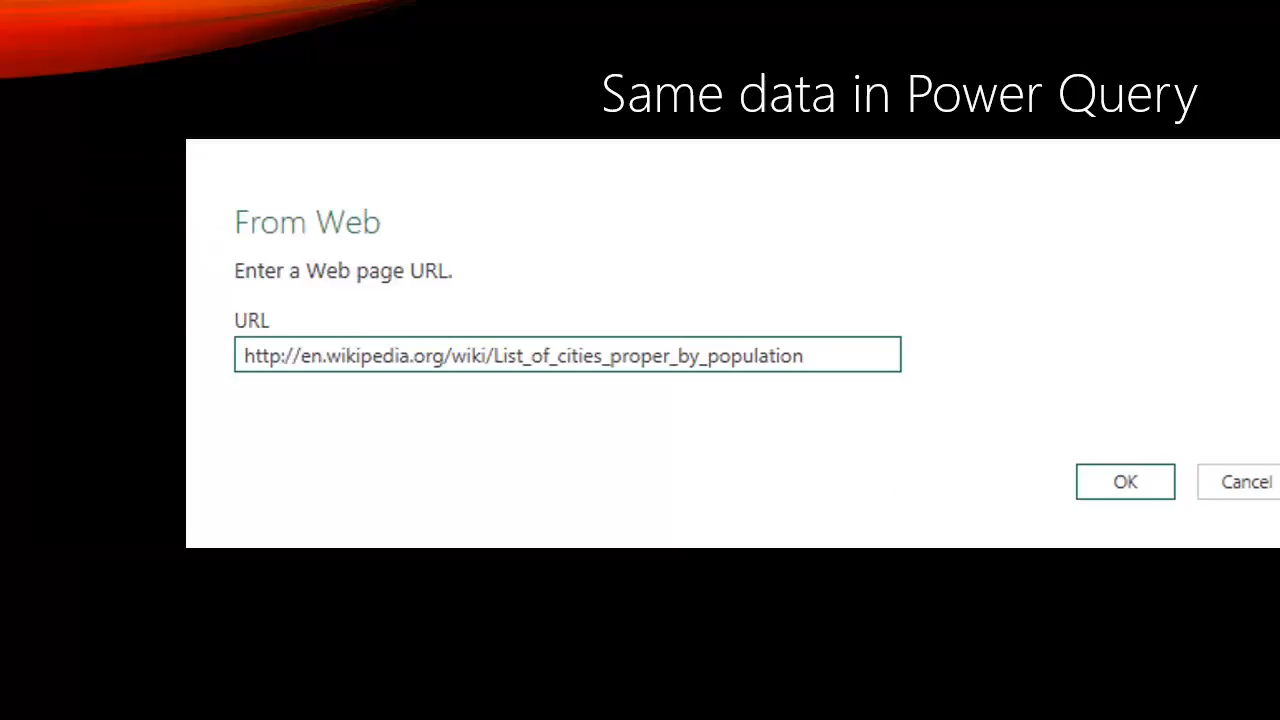 Same data in Power Query
From Web
Enter a Web page URL.
URL
http://en.wikipedia.org/wiki/List_of_cities_proper_by_population
OK
Cancel